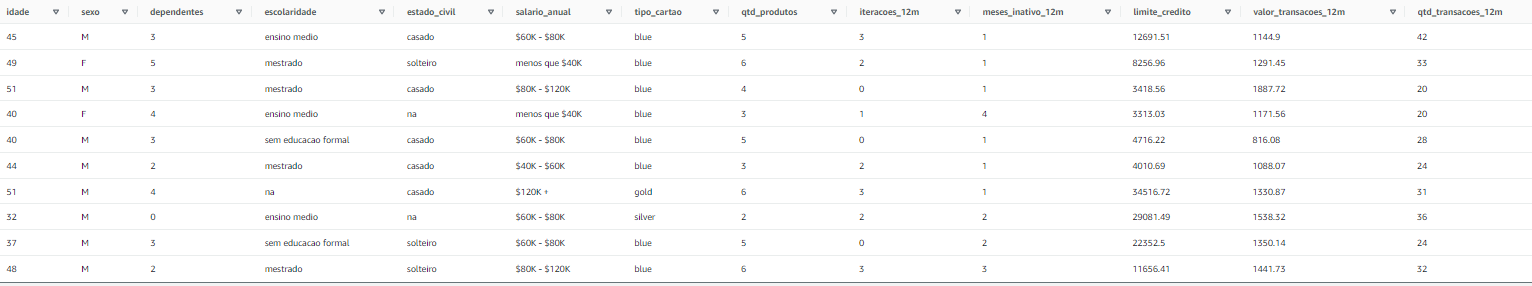 idade sexo dependentes escolaridade estado_civil salario_anual tipo_cartao qtd_produtos iteracoes_12m meses_inativo_12m limite_credito valor_transacoes_12m qtd_transacoes_12m
45 M 3 ensino medio casado $60K - $80K blue 5 3 1 12691.51 1144.9 42
49 F 5 mestrado solteiro menos que $40K blue 6 2 1 8256.96 1291.45 33
51 M 3 mestrado casado $80K - $120K blue 4 0 1 3418.56 1887.72 20
40 F 4 ensino medio na menos que $40K blue 3 1 4 3313.03 1171.56 20
40 M 3 sem educacao formal casado $60K - $80K blue 5 0 1 4716.22 816.08 28
44 M 2 mestrado casado $40K - $60K blue 3 2 1 4010.69 1088.07 24
51 M 4 na casado $120K + gold 6 3 1 34516.72 1330.87 31
32 M 0 ensino medio na $60K - $80K silver 2 2 2 29081.49 1538.32 36
37 M 3 sem educacao formal solteiro $60K - $80K blue 5 0 2 22352.5 1350.14 24
48 M 2 mestrado solteiro $80K - $120K blue 6 3 3 11656.41 1441.73 32